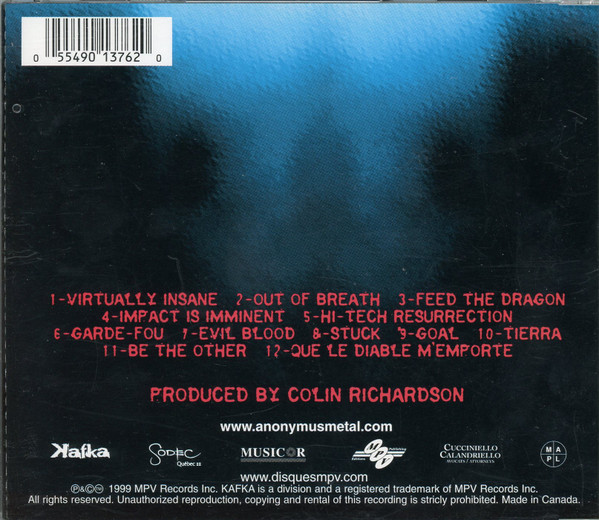 0 55490 13762 0
1-VIRTUALLY INSANE 2-OUT OF BREATH 3-FEED THE DRAGON
4-IMPACT IS IMMINENT 5-HI-TECH RESURRECTION
6-GARDE-FOU 7-EVIL BLOOD 8-STUCK 9-GOAL 10-TIERRA
11-BE THE OTHER 12-QUE LE DIABLE M'EMPORTE
PRODUCED BY COLIN RICHARDSON
www.anonymusmetal.com
Kafka SODEC Québec MUSICOR CUCCINIELLO CALANDRIELLO AVOCATS / ATTORNEYS M A P L
www.disquesmpv.com
℗&©™ 1999 MPV Records Inc. KAFKA is a division and a registered trademark of MPV Records Inc.
All rights reserved. Unauthorized reproduction, copying and rental of this recording is stricly prohibited. Made in Canada.